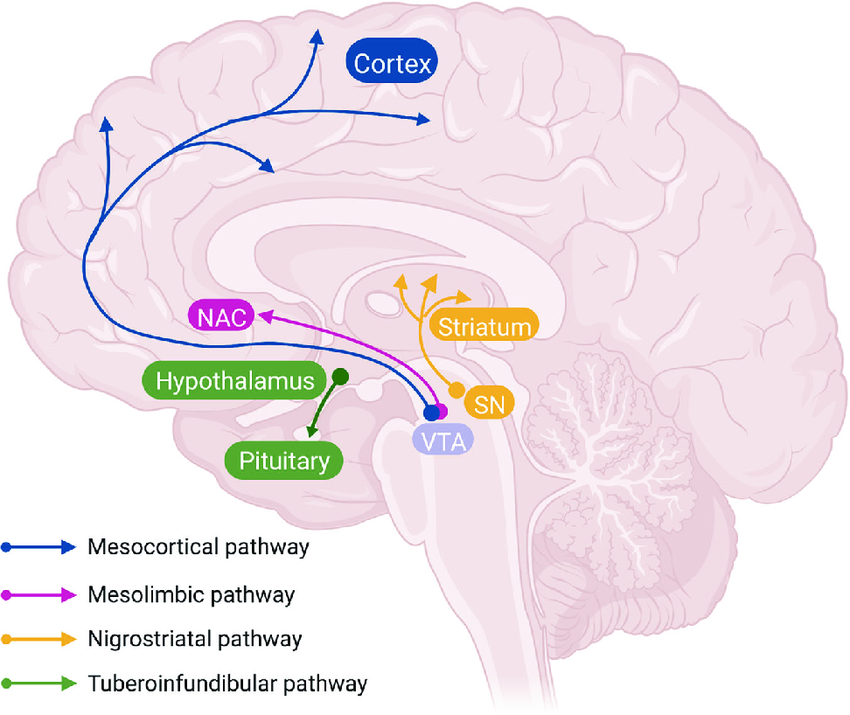 Cortex
NAC
Striatum
Hypothalamus
SN
VTA
Pituitary
Mesocortical pathway
Mesolimbic pathway
Nigrostriatal pathway
Tuberoinfundibular pathway